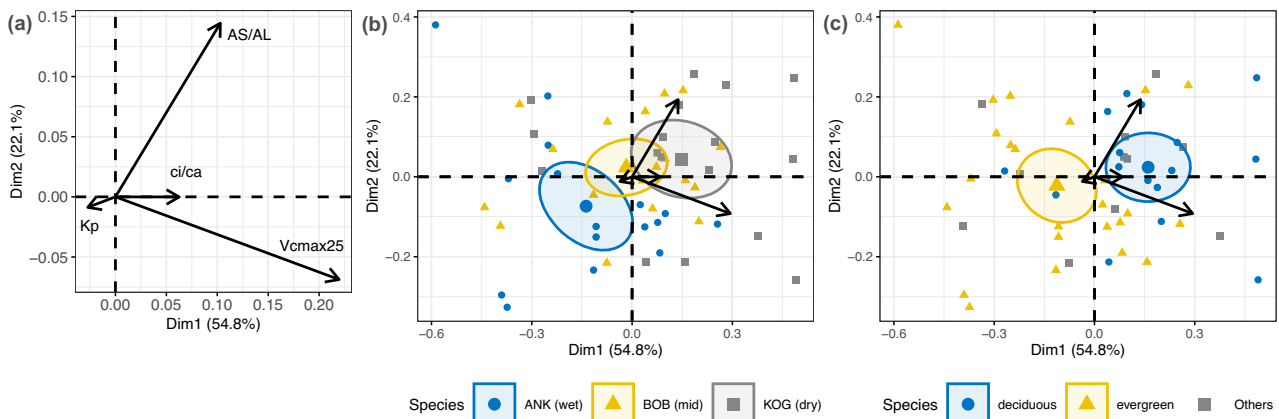 (a)
0.15
0.10
0.05
0.00
−0.05
Dim2 (22.1%)
AS/AL
ci/ca
Kp
Vcmax25
0.00 0.05 0.10 0.15 0.20
Dim1 (54.8%)
(b)
0.4
0.2
0.0
−0.2
Dim2 (22.1%)
−0.6 −0.3 0.0 0.3
Dim1 (54.8%)
Species ANK (wet) BOB (mid) KOG (dry)
(c)
0.4
0.2
0.0
−0.2
Dim2 (22.1%)
−0.6 −0.3 0.0 0.3
Dim1 (54.8%)
Species deciduous evergreen Others